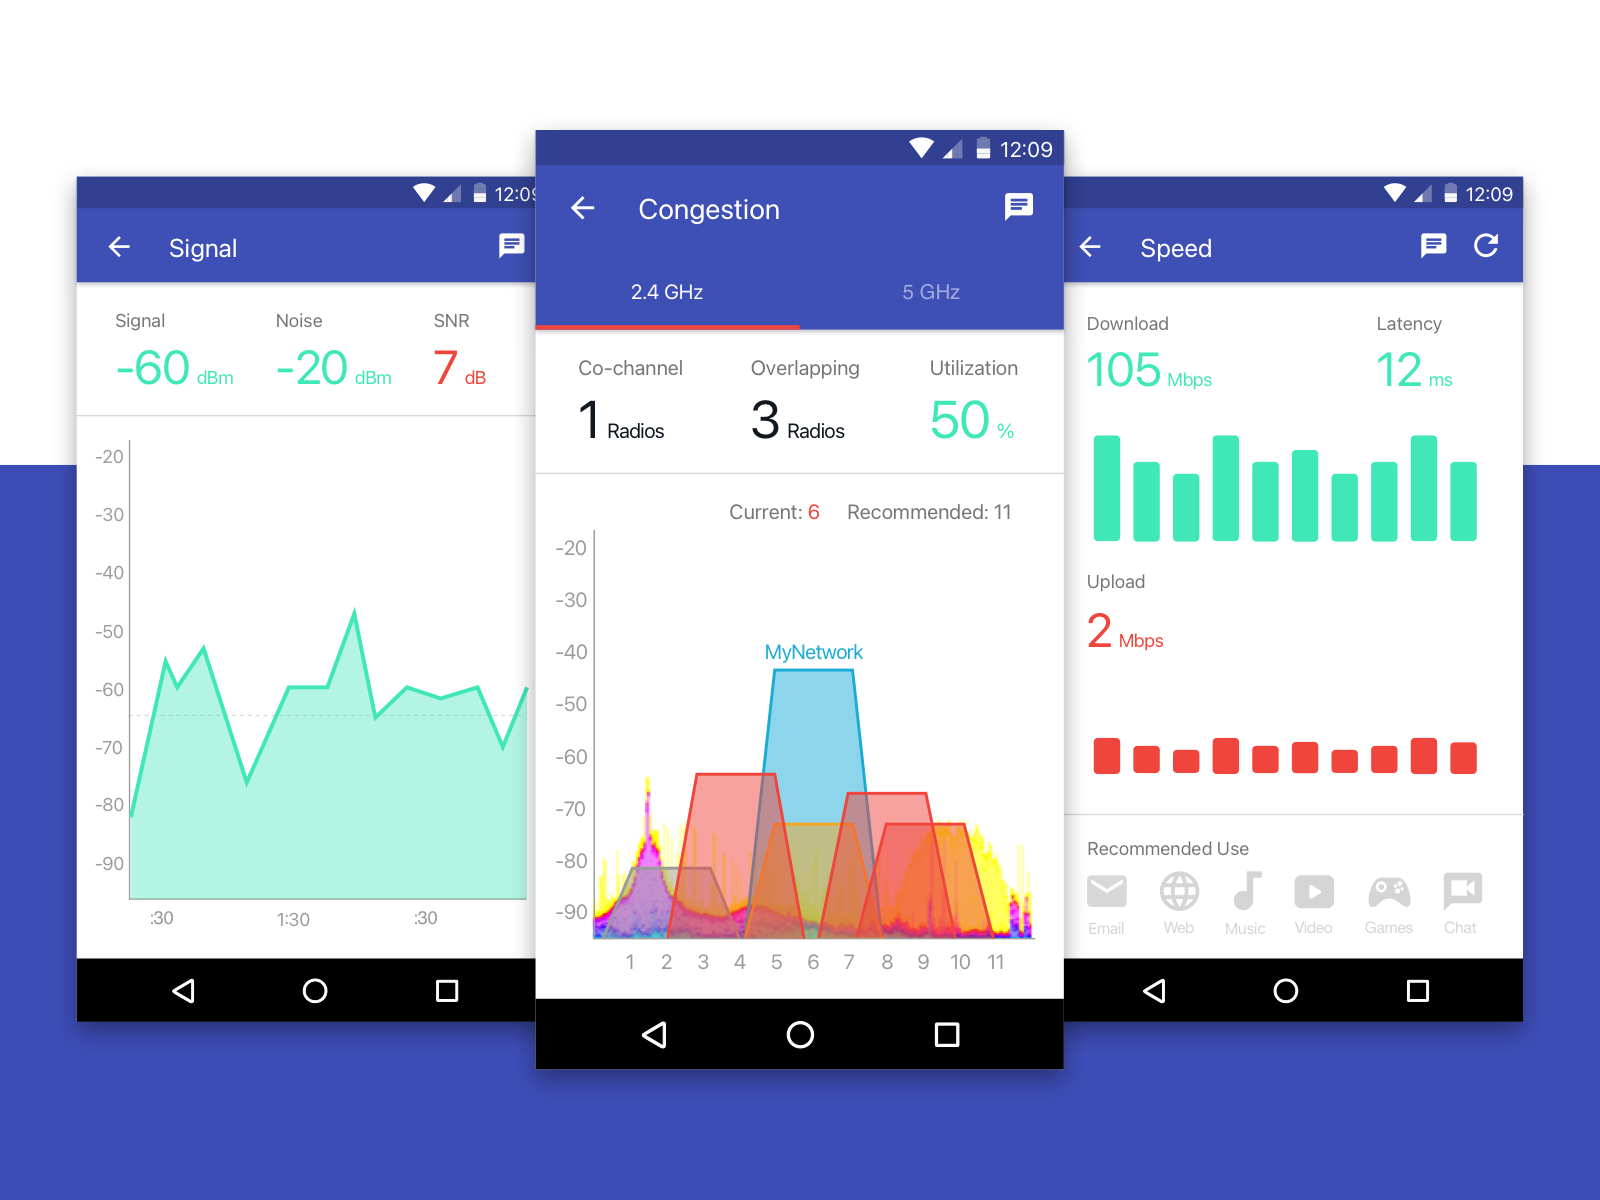 12:09
Signal
Signal Noise SNR
-60 dBm -20 dBm 7 dB
-20
-30
-40
-50
-60
-70
-80
-90
:30 1:30 :30
12:09
Congestion
2.4 GHz 5 GHz
Co-channel Overlapping Utilization
1 Radios 3 Radios 50 %
Current: 6 Recommended: 11
-20
-30
-40
MyNetwork
-50
-60
-70
-80
-90
1 2 3 4 5 6 7 8 9 10 11
12:09
Speed
Download Latency
105 Mbps 12 ms
Upload
2 Mbps
Recommended Use
Email Web Music Video Games Chat